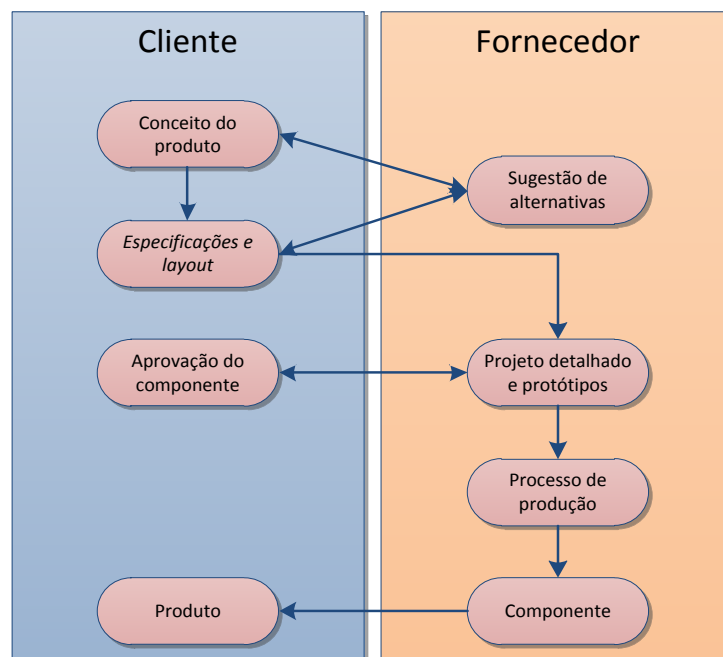 Cliente
Fornecedor
Conceito do
produto
Sugestão de
alternativas
Especificações e
layout
Aprovação do
componente
Projeto detalhado
e protótipos
Processo de
produção
Produto
Componente